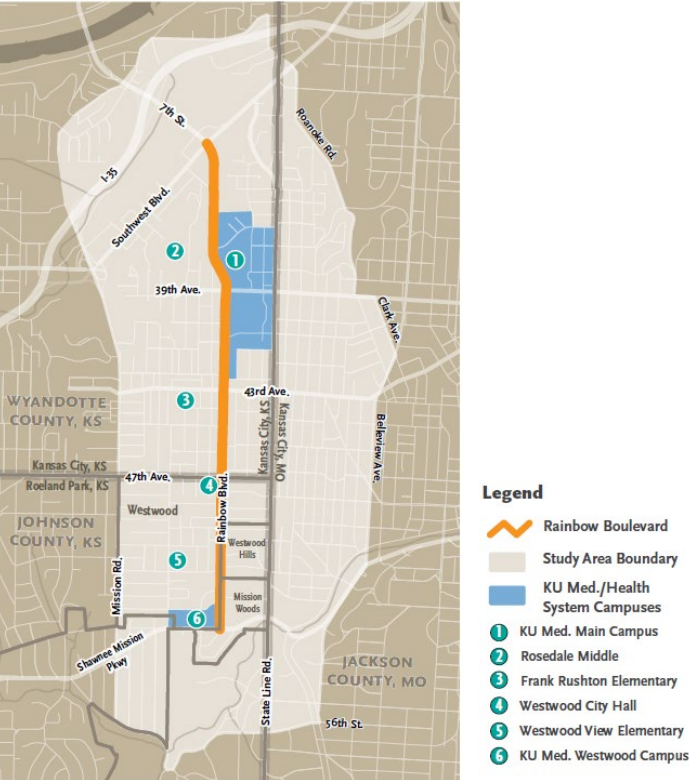 7th St.
Roanoke Rd.
I-35
Southwest Blvd.
2
1
39th Ave.
Clark Ave.
43rd Ave.
3
WYANDOTTE
COUNTY, KS
Kansas City, KS
Kansas City, MO
Belleview Ave.
Kansas City, KS
47th Ave.
Roeland Park, KS
4
Rainbow Blvd.
Westwood
JOHNSON
COUNTY, KS
Westwood
Hills
5
Mission Rd.
Mission
Woods
6
Shawnee Mission
Pkwy
State Line Rd.
JACKSON
COUNTY, MO
56th St.
Legend
Rainbow Boulevard
Study Area Boundary
KU Med./Health
System Campuses
1 KU Med. Main Campus
2 Rosedale Middle
3 Frank Rushton Elementary
4 Westwood City Hall
5 Westwood View Elementary
6 KU Med. Westwood Campus